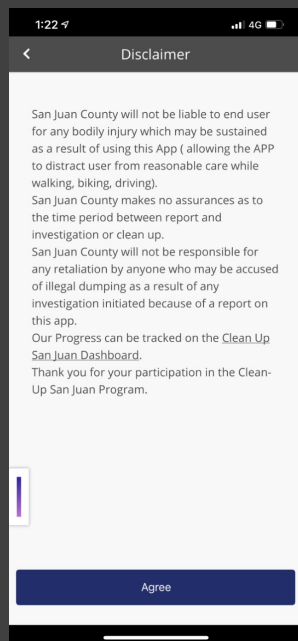 1:22
4G
Disclaimer
San Juan County will not be liable to end user
for any bodily injury which may be sustained
as a result of using this App ( allowing the APP
to distract user from reasonable care while
walking, biking, driving).
San Juan County makes no assurances as to
the time period between report and
investigation or clean up.
San Juan County will not be responsible for
any retaliation by anyone who may be accused
of illegal dumping as a result of any
investigation initiated because of a report on
this app.
Our Progress can be tracked on the Clean Up
San Juan Dashboard.
Thank you for your participation in the Clean-
Up San Juan Program.
Agree